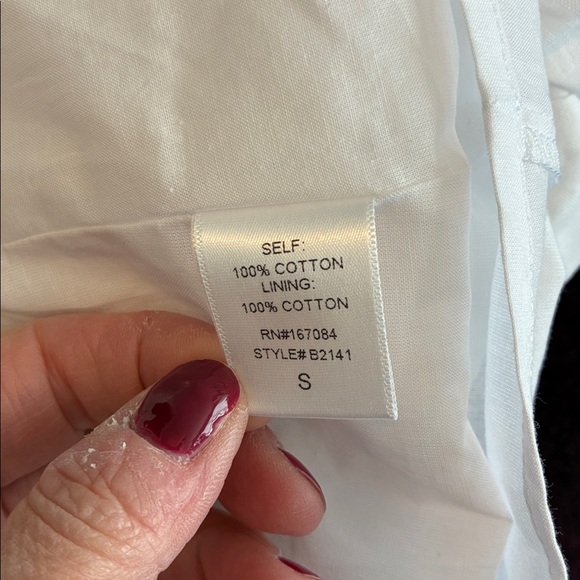 SELF:
100% COTTON
LINING:
100% COTTON
RN#167084
STYLE# B2141
S